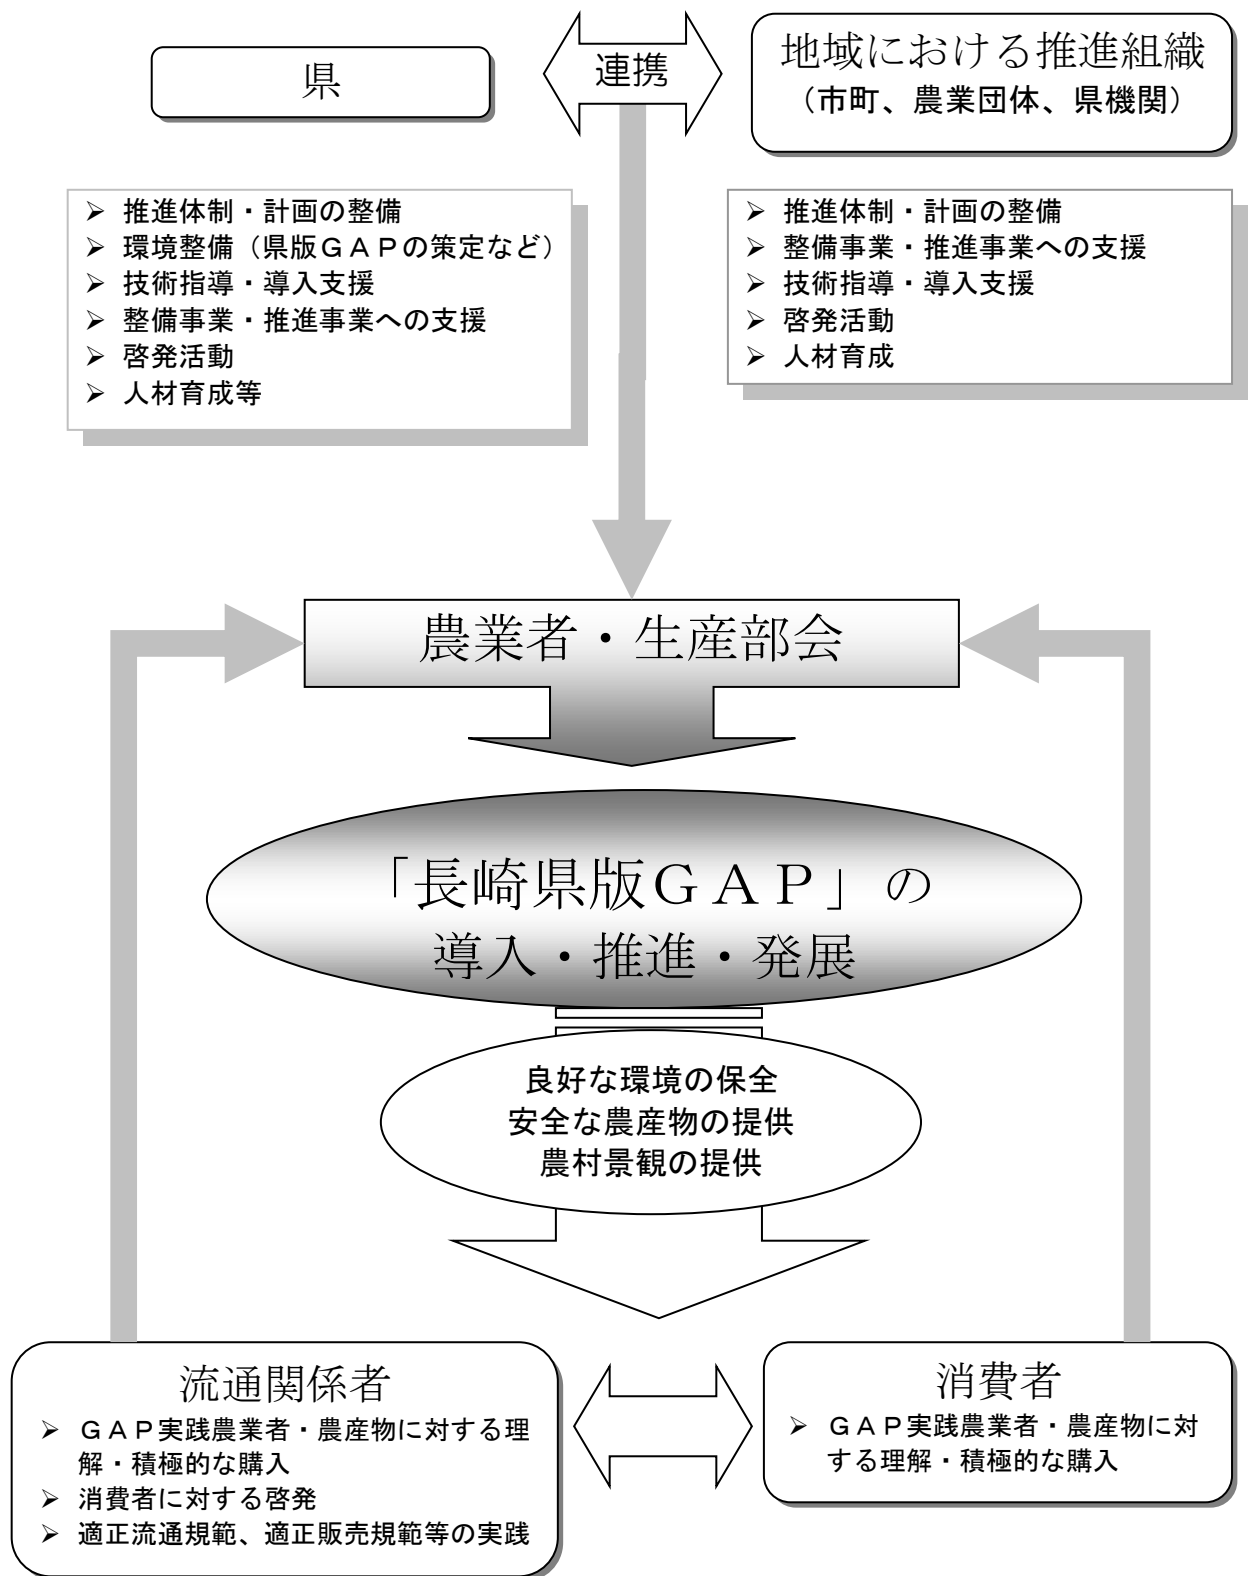 県
連携
地域における推進組織
(市町、農業団体、県機関)
➢ 推進体制・計画の整備
➢ 環境整備(県版GAPの策定など)
➢ 技術指導・導入支援
➢ 整備事業・推進事業への支援
➢ 啓発活動
➢ 人材育成等
➢ 推進体制・計画の整備
➢ 整備事業・推進事業への支援
➢ 技術指導・導入支援
➢ 啓発活動
➢ 人材育成
農業者・生産部会
「長崎県版GAP」の
導入・推進・発展
良好な環境の保全
安全な農産物の提供
農村景観の提供
流通関係者
➢ GAP実践農業者・農産物に対する理
解・積極的な購入
➢ 消費者に対する啓発
➢ 適正流通規範、適正販売規範等の実践
消費者
➢ GAP実践農業者・農産物に対
する理解・積極的な購入